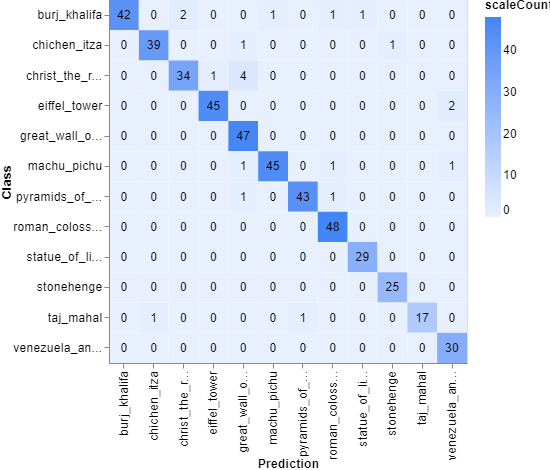 scaleCount
burj_khalifa 42 0 2 0 0 1 0 1 1 0 0 0
chichen_itza 0 39 0 0 1 0 0 0 0 1 0 0
christ_the_r... 0 0 34 1 4 0 0 0 0 0 0 0
eiffel_tower 0 0 0 45 0 0 0 0 0 0 0 2
great_wall_o... 0 0 0 0 47 0 0 0 0 0 0 0
machu_pichu 0 0 0 0 1 45 0 1 0 0 0 1
pyramids_of_... 0 0 0 0 1 0 43 1 0 0 0 0
roman_coloss... 0 0 0 0 0 0 0 48 0 0 0 0
statue_of_li... 0 0 0 0 0 0 0 0 29 0 0 0
stonehenge 0 0 0 0 0 0 0 0 0 25 0 0
taj_mahal 0 1 0 0 0 0 1 0 0 0 17 0
venezuela_an... 0 0 0 0 0 0 0 0 0 0 0 30
Class
burj_khalifa
chichen_itza
christ_the_r...
eiffel_tower
great_wall_o...
machu_pichu
pyramids_of_...
roman_coloss...
statue_of_li...
stonehenge
taj_mahal
venezuela_an...
Prediction
40
30
20
10
0